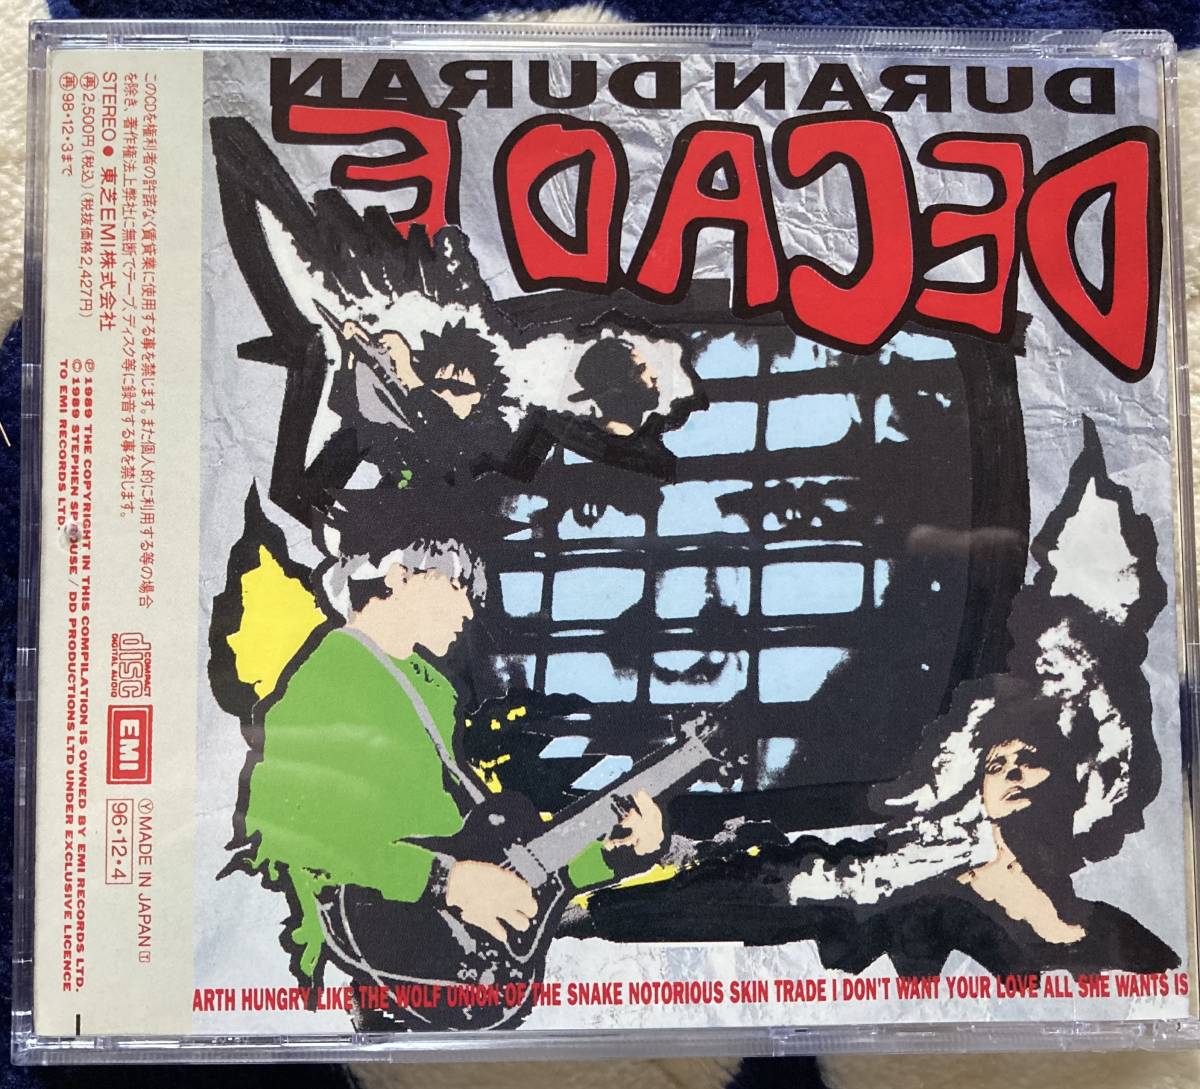 DURAN DURAN
DECADE
ARTH HUNGRY LIKE THE WOLF UNION OF THE SNAKE NOTORIOUS SKIN TRADE I DON'T WANT YOUR LOVE ALL SHE WANTS IS
このCDを権利者の許諾なく賃貸業に使用する事を禁じます。また個人的に利用する等の場合
を除き、著作権法上弊社に無断でテープ、ディスク等に録音する事を禁じます。
STEREO● 東芝EMI株式会社
㊞2,500円(税込)(税抜価格2,427円)
㊞98・12・3まで
COMPACT
disc
DIGITAL AUDIO
EMI
Ⓨ MADE IN JAPAN T
96・12・4
Ⓟ 1989 THE COPYRIGHT IN THIS COMPILATION IS OWNED BY EMI RECORDS LTD.
© 1989 STEPHEN SPROUSE / DD PRODUCTIONS LTD UNDER EXCLUSIVE LICENCE
TO EMI RECORDS LTD.